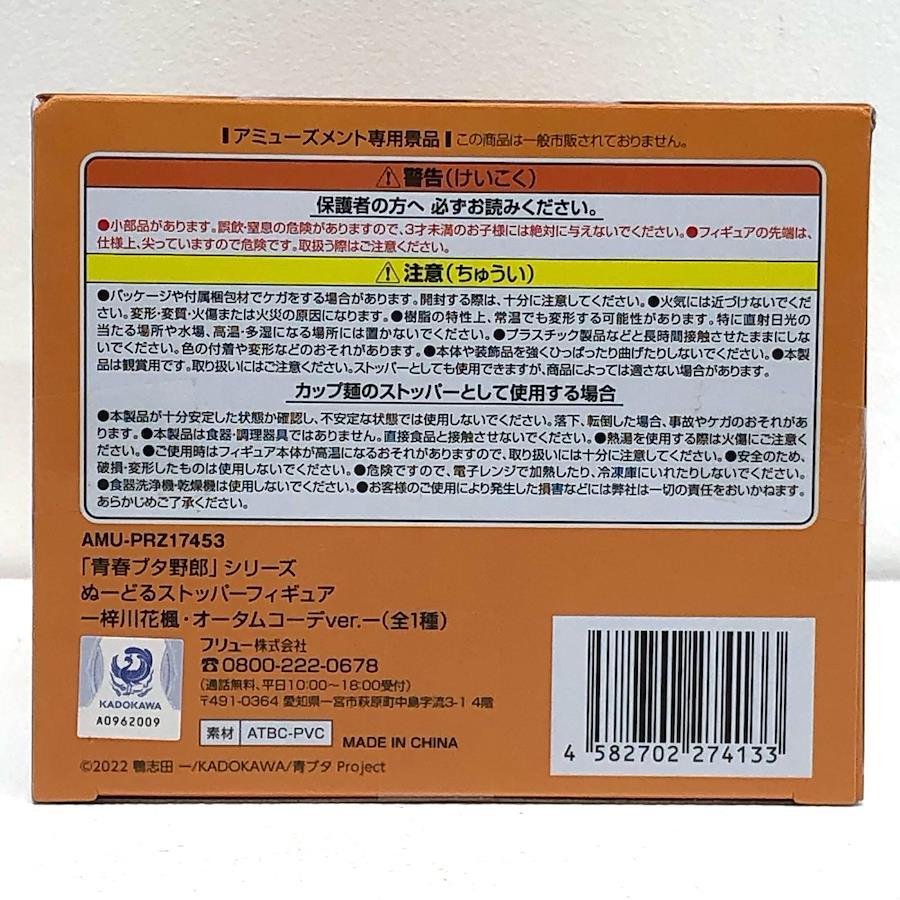 アミューズメント専用景品 この商品は一般市販されておりません。
⚠警告(けいこく)
保護者の方へ 必ずお読みください。
●小部品があります。誤飲・窒息の危険がありますので、3才未満のお子様には絶対に与えないでください。●フィギュアの先端は、
仕様上、尖っていますので危険です。取扱う際はご注意ください。
⚠注意(ちゅうい)
●パッケージや付属梱包材でケガをする場合があります。開封する際は、十分に注意してください。●火気には近づけないでくだ
さい。変形・変質・火傷または火災の原因になります。●樹脂の特性上、常温でも変形する可能性があります。特に直射日光の
当たる場所や水場、高温・多湿になる場所には置かないでください。●プラスチック製品などと長時間接触させたままにしな
いでください。色の付着や変形などのおそれがあります。●本体や装飾品を強くひっぱったり曲げたりしないでください。●本製
品は観賞用です。取り扱いにはご注意ください。ストッパーとしても使用できますが、商品によっては適さない場合があります。
カップ麺のストッパーとして使用する場合
●本製品が十分安定した状態か確認し、不安定な状態では使用しないでください。落下、転倒した場合、事故やケガのおそれがあり
ます。●本製品は食器・調理器具ではありません。直接食品と接触させないでください。●熱湯を使用する際は火傷にご注意く
ださい。●ご使用時はフィギュア本体が高温になるおそれがありますので、取り扱いには十分に注意してください。●安全のため、
破損・変形したものは使用しないでください。●危険ですので、電子レンジで加熱したり、冷凍庫にいれたりしないでください。
●食器洗浄機・乾燥機は使用しないでください。●お客様のご使用により発生した損害などには弊社は一切の責任をおいかねます。
あらかじめご了承ください。
AMU-PRZ17453
「青春ブタ野郎」シリーズ
ぬーどるストッパーフィギュア
ー梓川花楓・オータムコーデver.ー(全1種)
フリュー株式会社
☎0800-222-0678
(通話無料、平日10:00〜18:00受付)
〒491-0364 愛知県一宮市萩原町中島字流3-1 4階
KADOKAWA
A0962009
素材 ATBC-PVC MADE IN CHINA
©2022 鴨志田 一/KADOKAWA/青ブタ Project
4 582702 274133